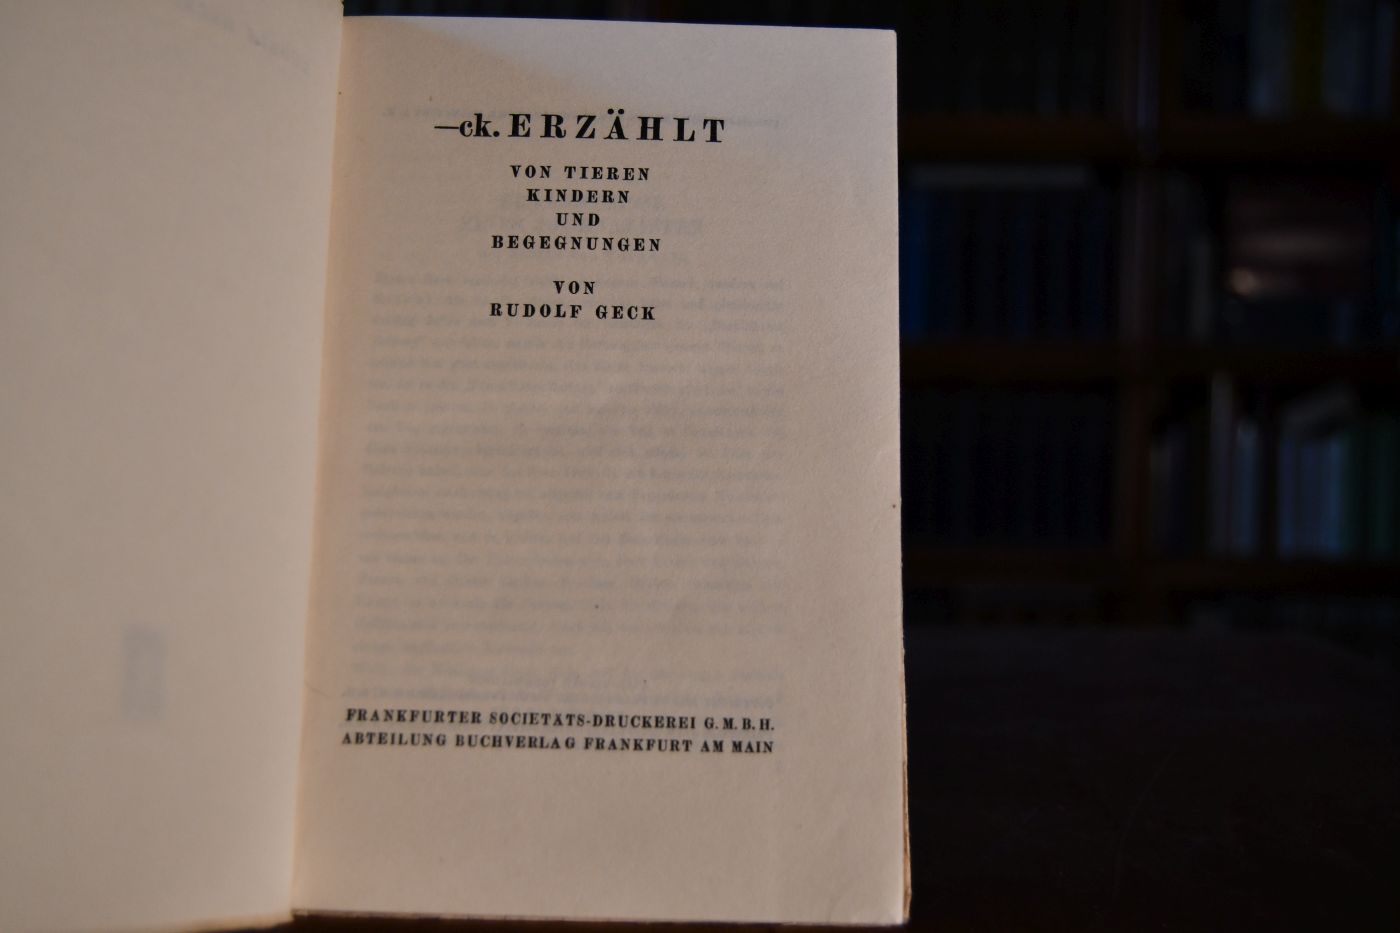 —ck. ERZÄHLT
VON TIEREN
KINDERN
UND
BEGEGNUNGEN
VON
RUDOLF GECK
FRANKFURTER SOCIETÄTS-DRUCKEREI G. M. B. H.
ABTEILUNG BUCHVERLAG FRANKFURT AM MAIN